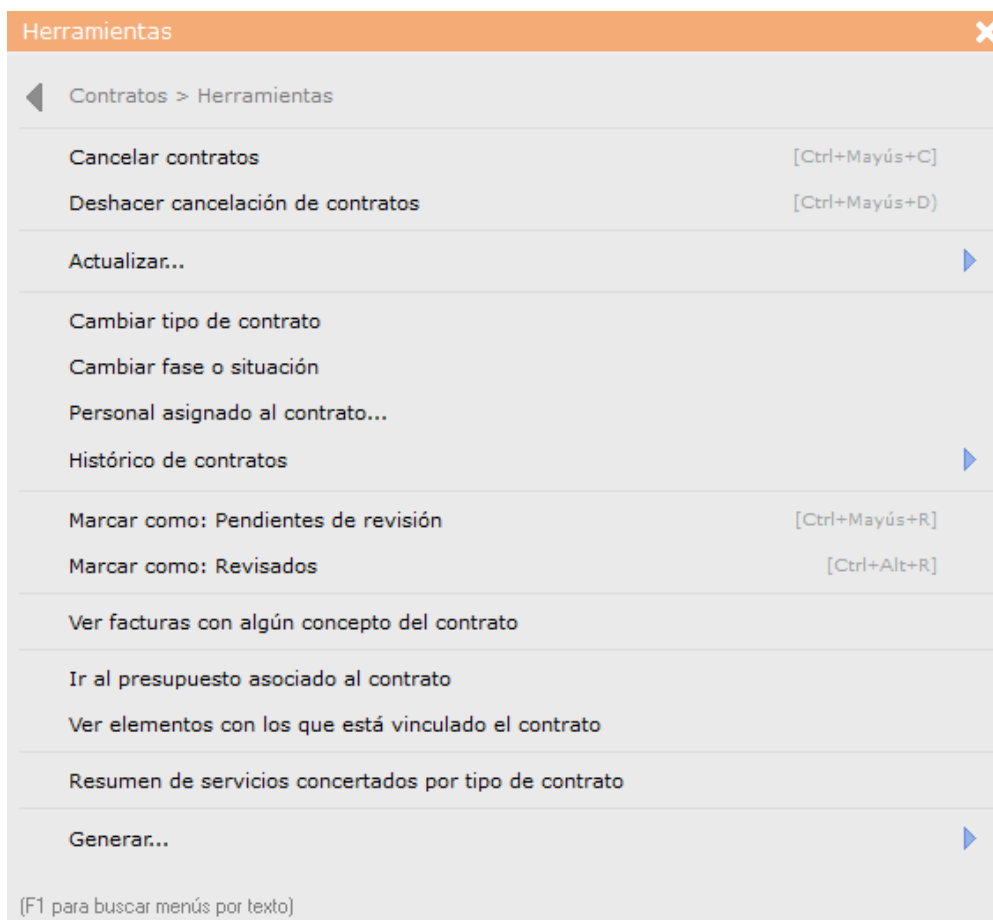 Herramientas
Contratos > Herramientas
Cancelar contratos [Ctrl+Mayús+C]
Deshacer cancelación de contratos [Ctrl+Mayús+D)
Actualizar...
Cambiar tipo de contrato
Cambiar fase o situación
Personal asignado al contrato...
Histórico de contratos
Marcar como: Pendientes de revisión [Ctrl+Mayús+R]
Marcar como: Revisados [Ctrl+Alt+R]
Ver facturas con algún concepto del contrato
Ir al presupuesto asociado al contrato
Ver elementos con los que está vinculado el contrato
Resumen de servicios concertados por tipo de contrato
Generar...
(F1 para buscar menús por texto)